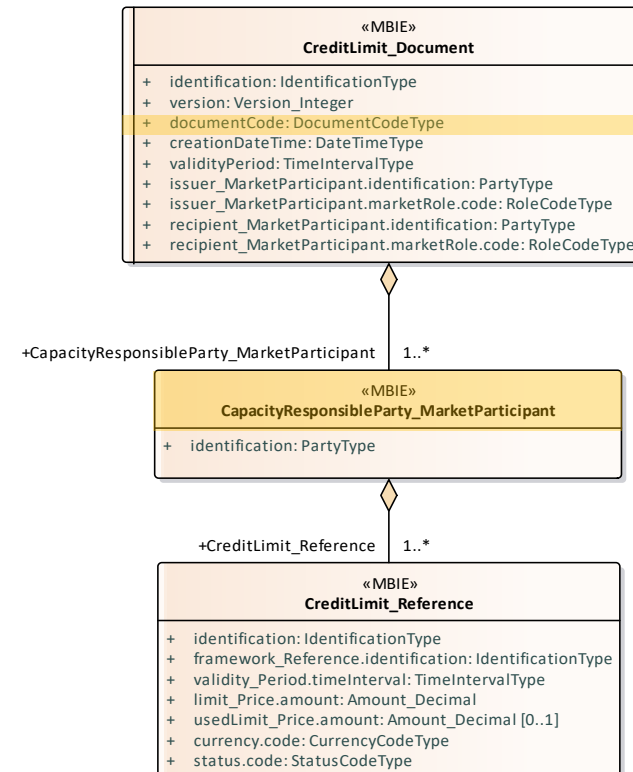 «MBIE»
CreditLimit_Document
+ identification: IdentificationType
+ version: Version_Integer
+ documentCode: DocumentCodeType
+ creationDateTime: DateTimeType
+ validityPeriod: TimeIntervalType
+ issuer_MarketParticipant.identification: PartyType
+ issuer_MarketParticipant.marketRole.code: RoleCodeType
+ recipient_MarketParticipant.identification: PartyType
+ recipient_MarketParticipant.marketRole.code: RoleCodeType
+CapacityResponsibleParty_MarketParticipant 1..*
«MBIE»
CapacityResponsibleParty_MarketParticipant
+ identification: PartyType
+CreditLimit_Reference 1..*
«MBIE»
CreditLimit_Reference
+ identification: IdentificationType
+ framework_Reference.identification: IdentificationType
+ validity_Period.timeInterval: TimeIntervalType
+ limit_Price.amount: Amount_Decimal
+ usedLimit_Price.amount: Amount_Decimal [0..1]
+ currency.code: CurrencyCodeType
+ status.code: StatusCodeType